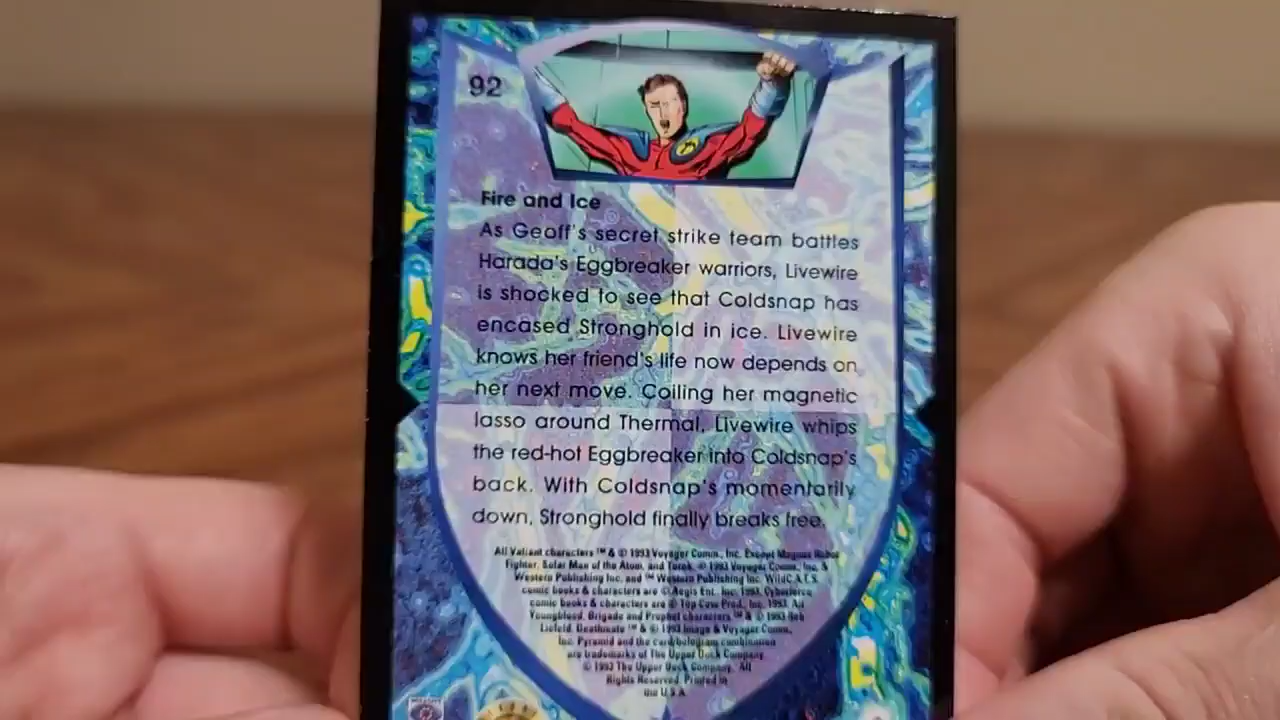 92
Fire and Ice
As Geoff's secret strike team battles
Harada's Eggbreaker warriors, Livewire
is shocked to see that Coldsnap has
encased Stronghold in ice. Livewire
knows her friend's life now depends on
her next move. Coiling her magnetic
lasso around Thermal, Livewire whips
the red-hot Eggbreaker into Coldsnap's
back. With Coldsnap's momentarily
down, Stronghold finally breaks free.
All Valiant characters ™ & © 1993 Voyager Comm., Inc. Except Magnus Robot
Fighter, Solar Man of the Atom, and Turok. © 1993 Voyager Comm., Inc. &
Western Publishing Inc. and ™ Western Publishing Inc. WildC.A.T.S.
comic books & characters are © Aegis Ent., Inc. 1993. Cyberforce
comic books & characters are © Top Cow Prod., Inc. 1993. All
Youngblood, Brigade and Prophet characters ™ & © 1993 Rob
Liefeld. Deathmate ™ & © 1993 Image & Voyager Comm.,
Inc. Pyramid and the card/hologram combination
are trademarks of The Upper Deck Company.
© 1993 The Upper Deck Company. All
Rights Reserved. Printed in
the U.S.A.